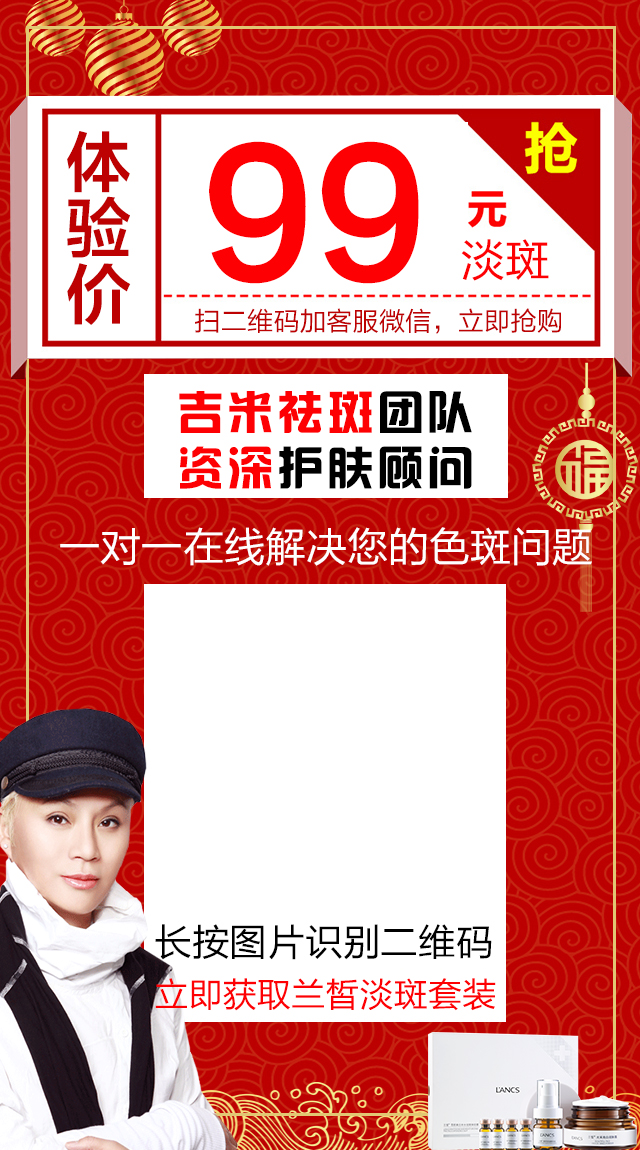 体验价
99
元
淡斑
抢
扫二维码加客服微信，立即抢购
吉米祛斑团队
资深护肤顾问
福
一对一在线解决您的色斑问题
长按图片识别二维码
立即获取兰皙淡斑套装
L'ANCS
L'ANCS